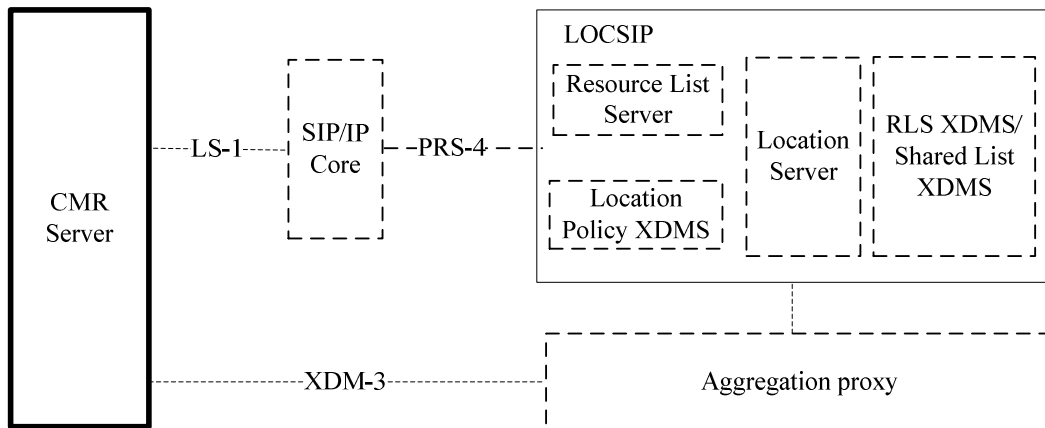 LOCSIP
Resource List
Server
SIP/IP
Core
LS-1
PRS-4
Location
Server
RLS XDMS/
Shared List
XDMS
CMR
Server
Location
Policy XDMS
XDM-3
Aggregation proxy